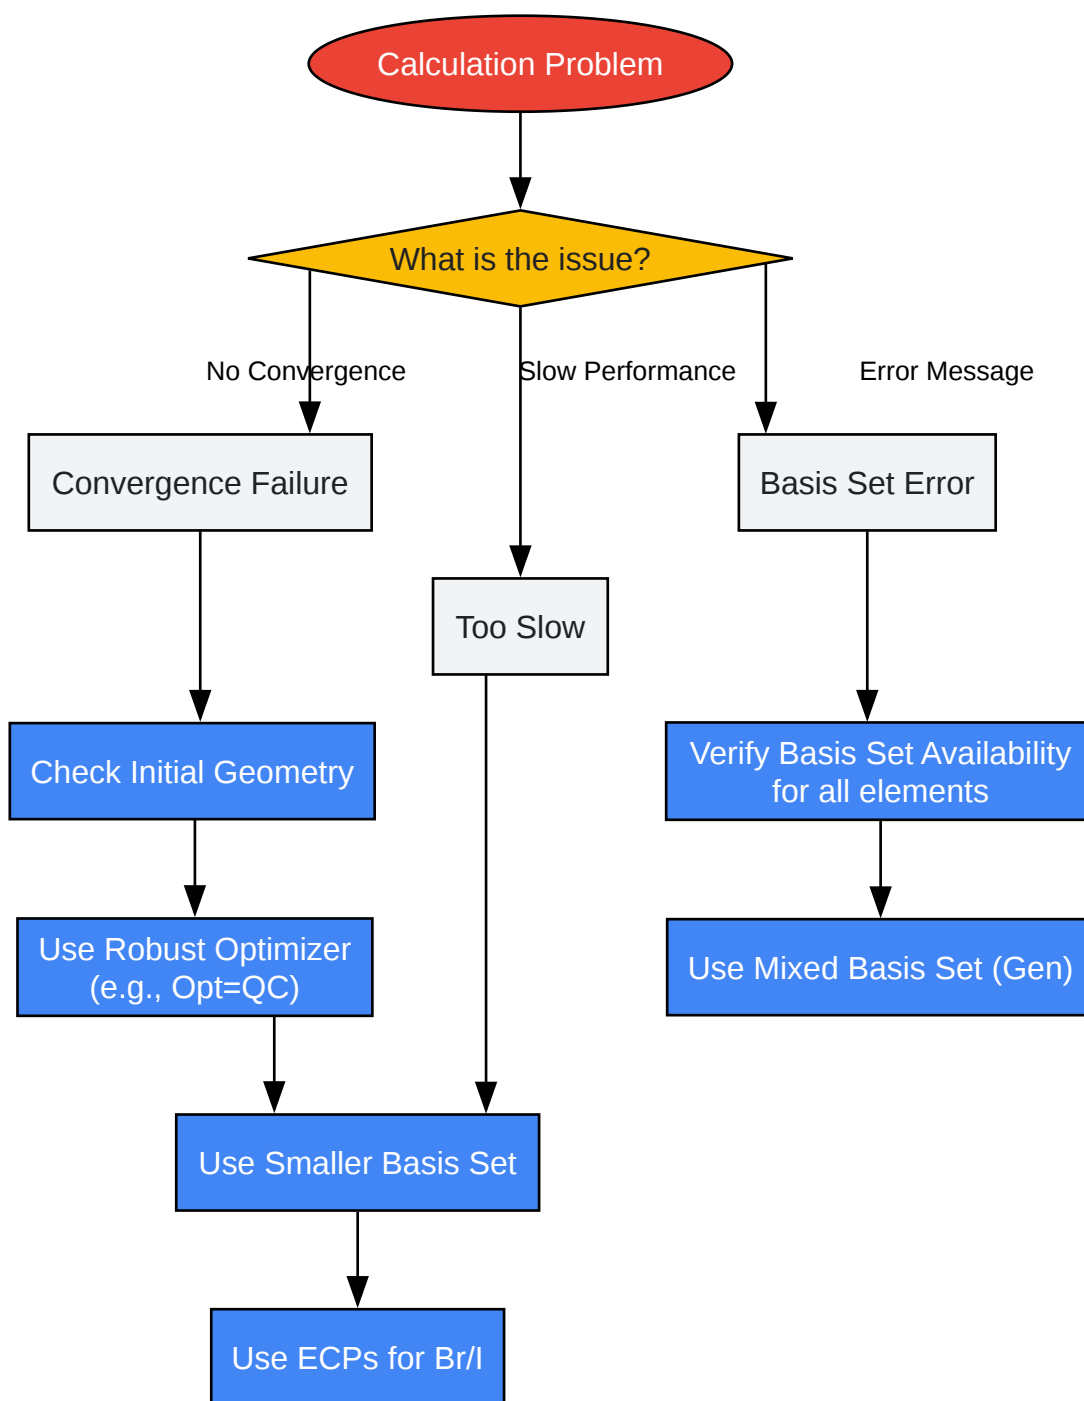 Calculation Problem
What is the issue?
No Convergence
Slow Performance
Error Message
Convergence Failure
Basis Set Error
Too Slow
Check Initial Geometry
Verify Basis Set Availability
for all elements
Use Robust Optimizer
(e.g., Opt=QC)
Use Mixed Basis Set (Gen)
Use Smaller Basis Set
Use ECPs for Br/I